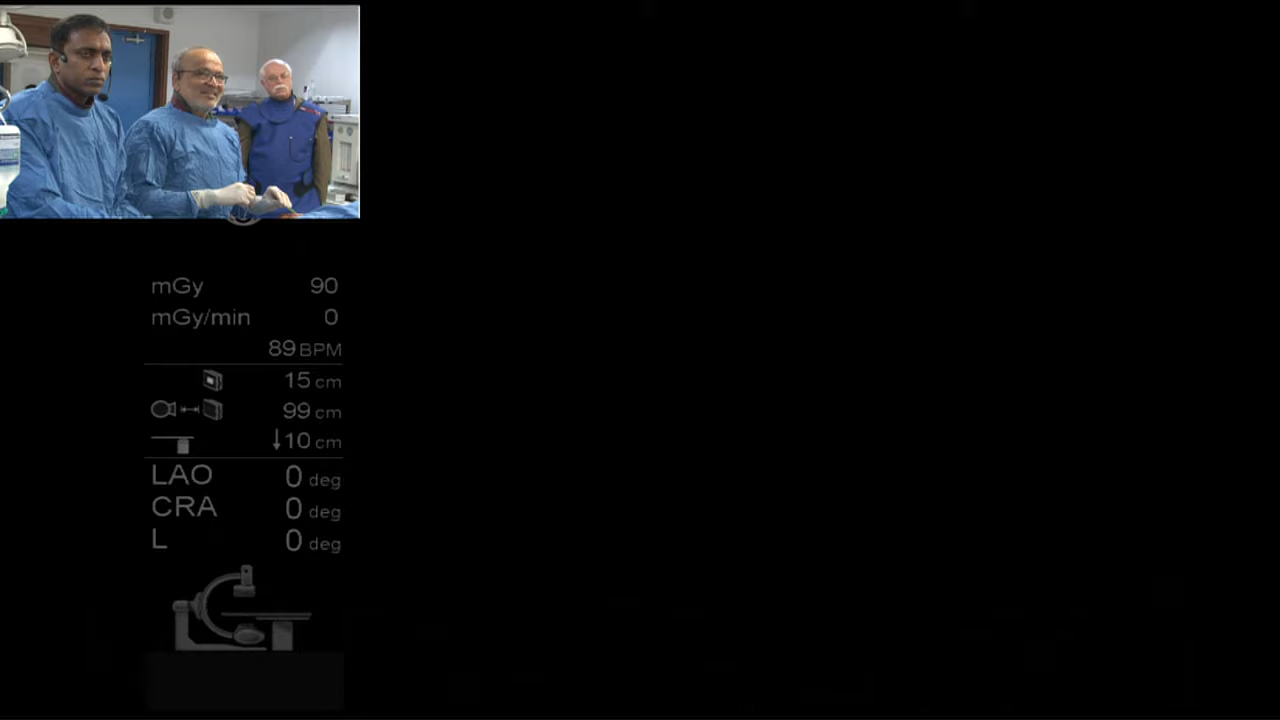 mGy 90
mGy/min 0
89 BPM
15 cm
99 cm
↓10 cm
LAO 0 deg
CRA 0 deg
L 0 deg